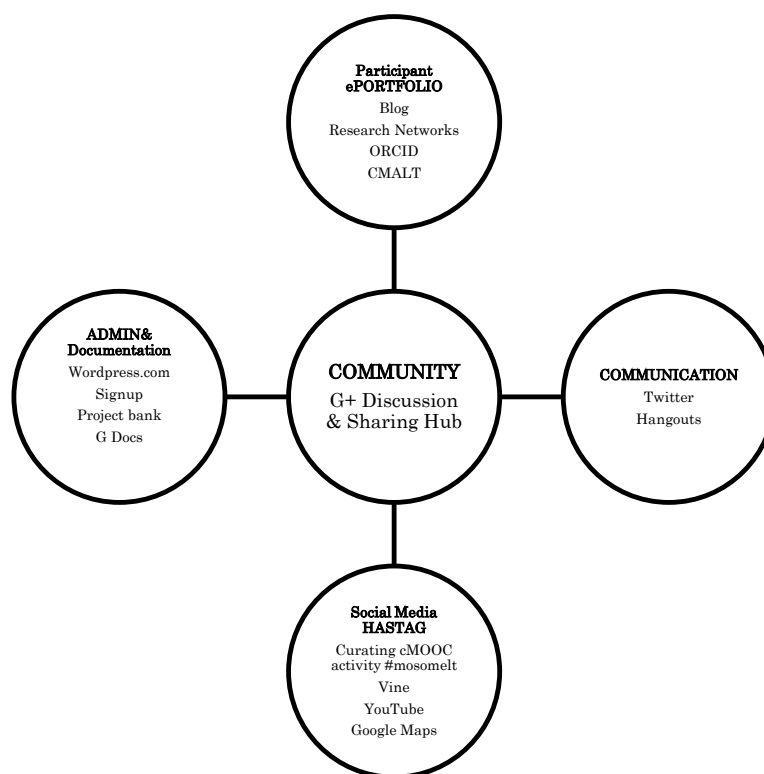 Participant
ePORTFOLIO
Blog
Research Networks
ORCID
CMALT
ADMIN&
Documentation
Wordpress.com
Signup
Project bank
G Docs
COMMUNITY
G+ Discussion
& Sharing Hub
COMMUNICATION
Twitter
Hangouts
Social Media
HASTAG
Curating cMOOC
activity #mosomelt
Vine
YouTube
Google Maps